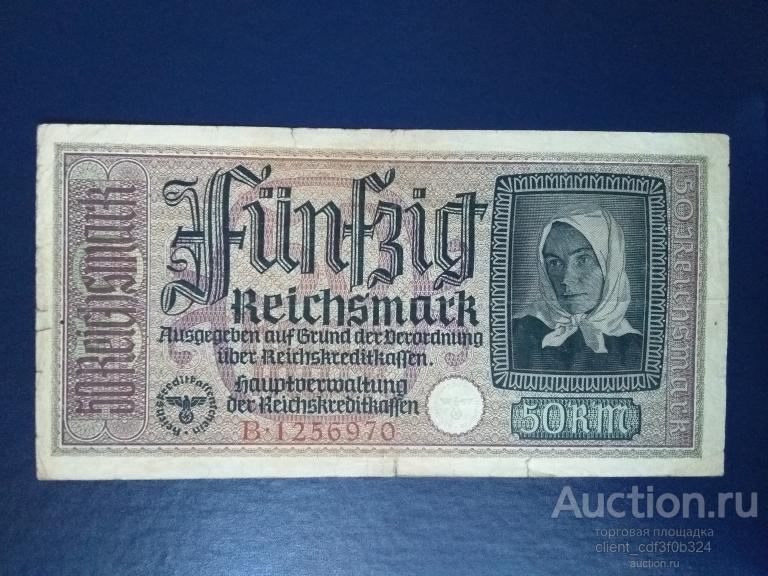 50 Reichsmark
Fünfzig
Reichsmark
Ausgegeben auf Grund der Verordnung
über Reichskreditkassen.
Hauptverwaltung
der Reichskreditkassen
Reichskreditkassenschein
B·1256970
50 RM
50 Reichsmark
Auction.ru
торговая площадка
client_cdf3f0b324
auction.ru